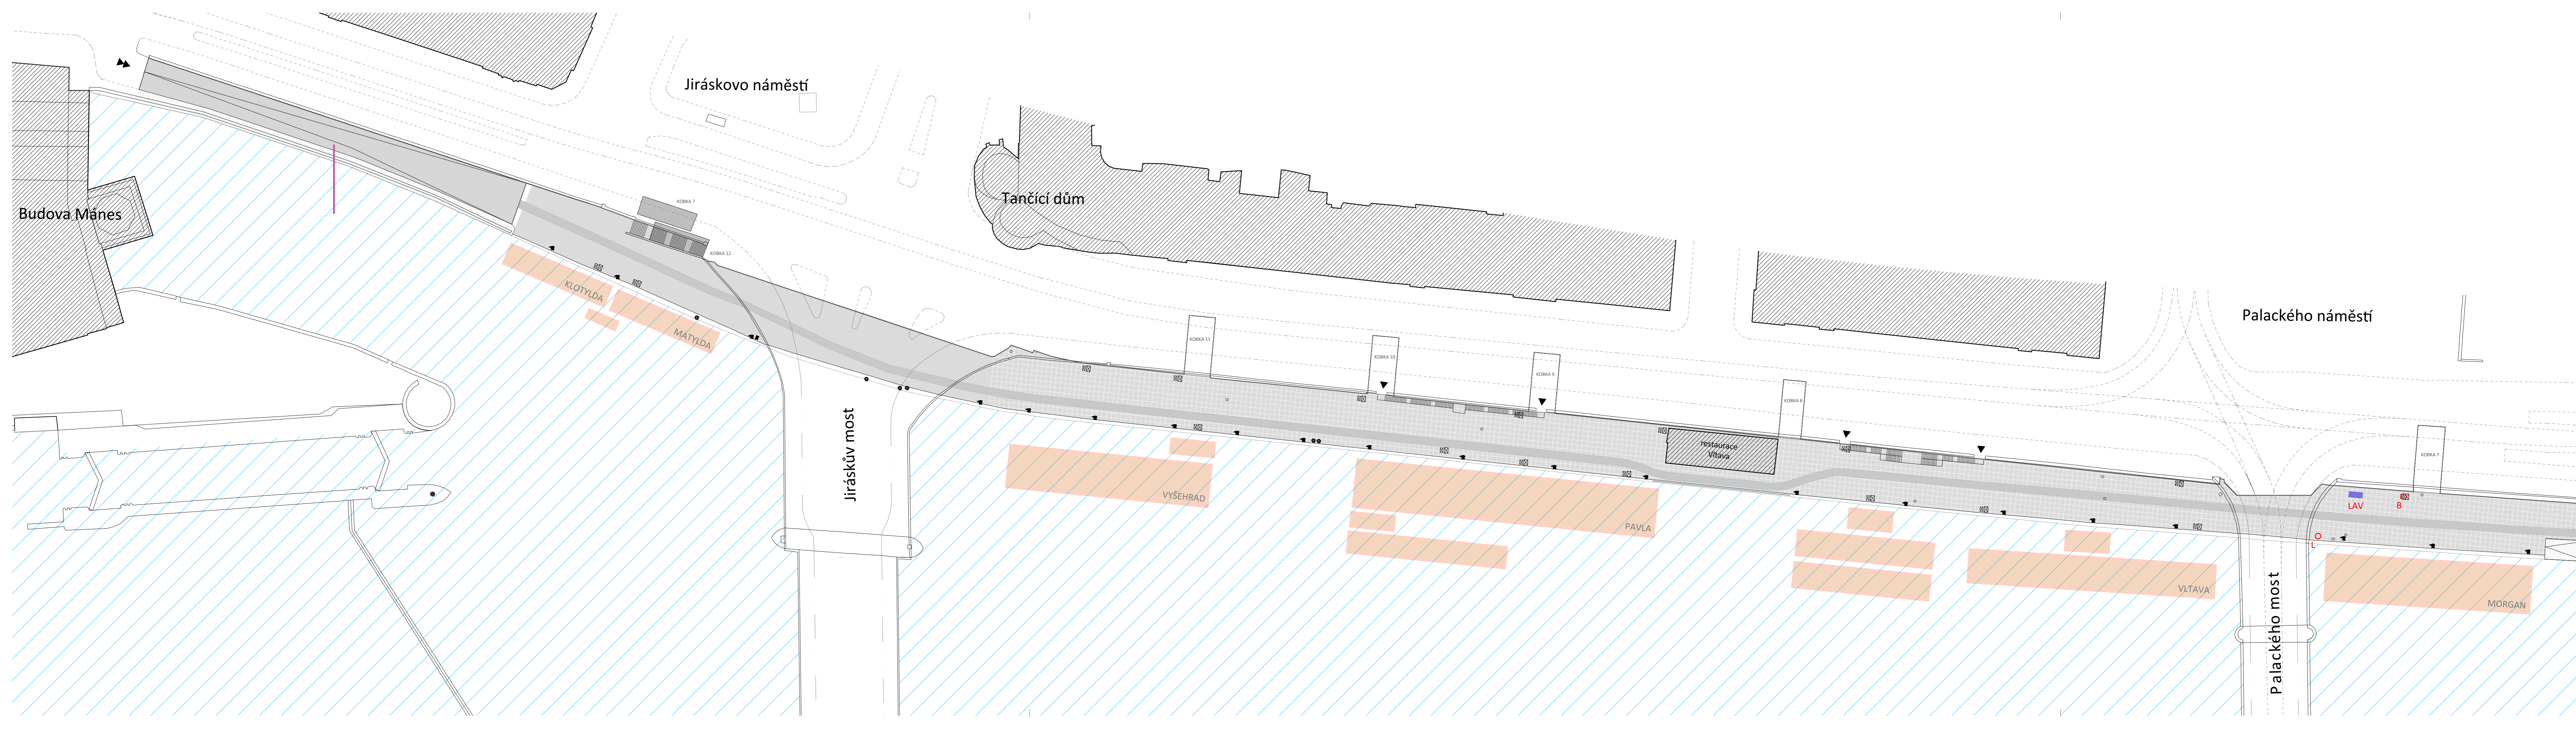 Jiráskovo náměstí
Budova Mánes
KOBKA 7
KOBKA 12
Tančící dům
KLOTYLDA
MATYLDA
Jiráskův most
KOBKA 11
KOBKA 10
KOBKA 9
KOBKA 8
restaurace
Vltava
VYŠEHRAD
PAVLA
VLTAVA
Palackého náměstí
KOBKA 7
LAV
B
L
Palackého most
MORGAN